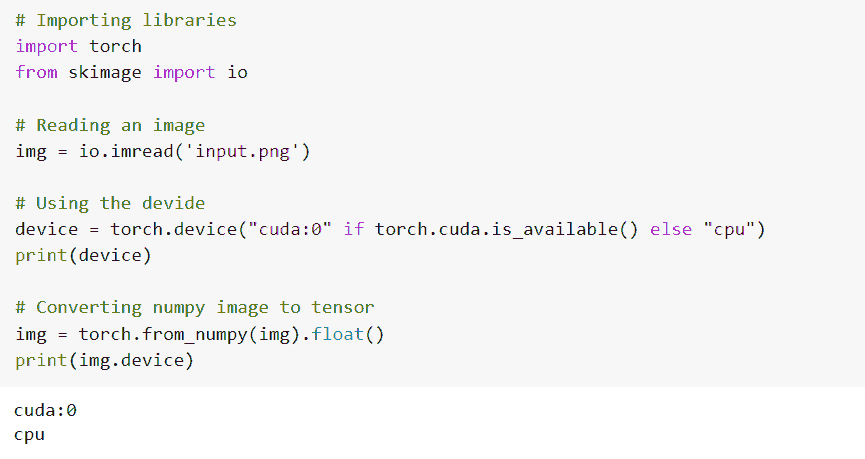 # Importing libraries
import torch
from skimage import io
# Reading an image
img = io.imread('input.png')
# Using the devide
device = torch.device("cuda:0" if torch.cuda.is_available() else "cpu")
print(device)
# Converting numpy image to tensor
img = torch.from_numpy(img).float()
print(img.device)
cuda:0
cpu